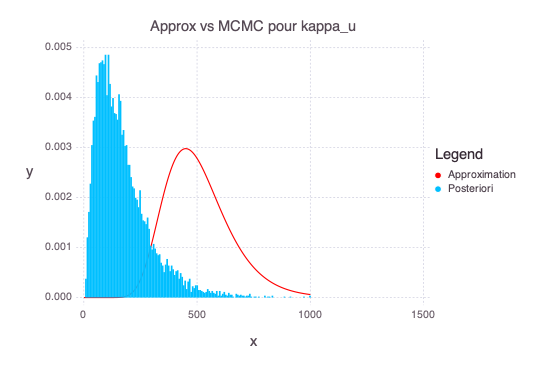 Approx vs MCMC pour kappa_u
0.005
0.004
0.003
0.002
0.001
0.000
y
0
500
1000
1500
x
Legend
Approximation
Posteriori